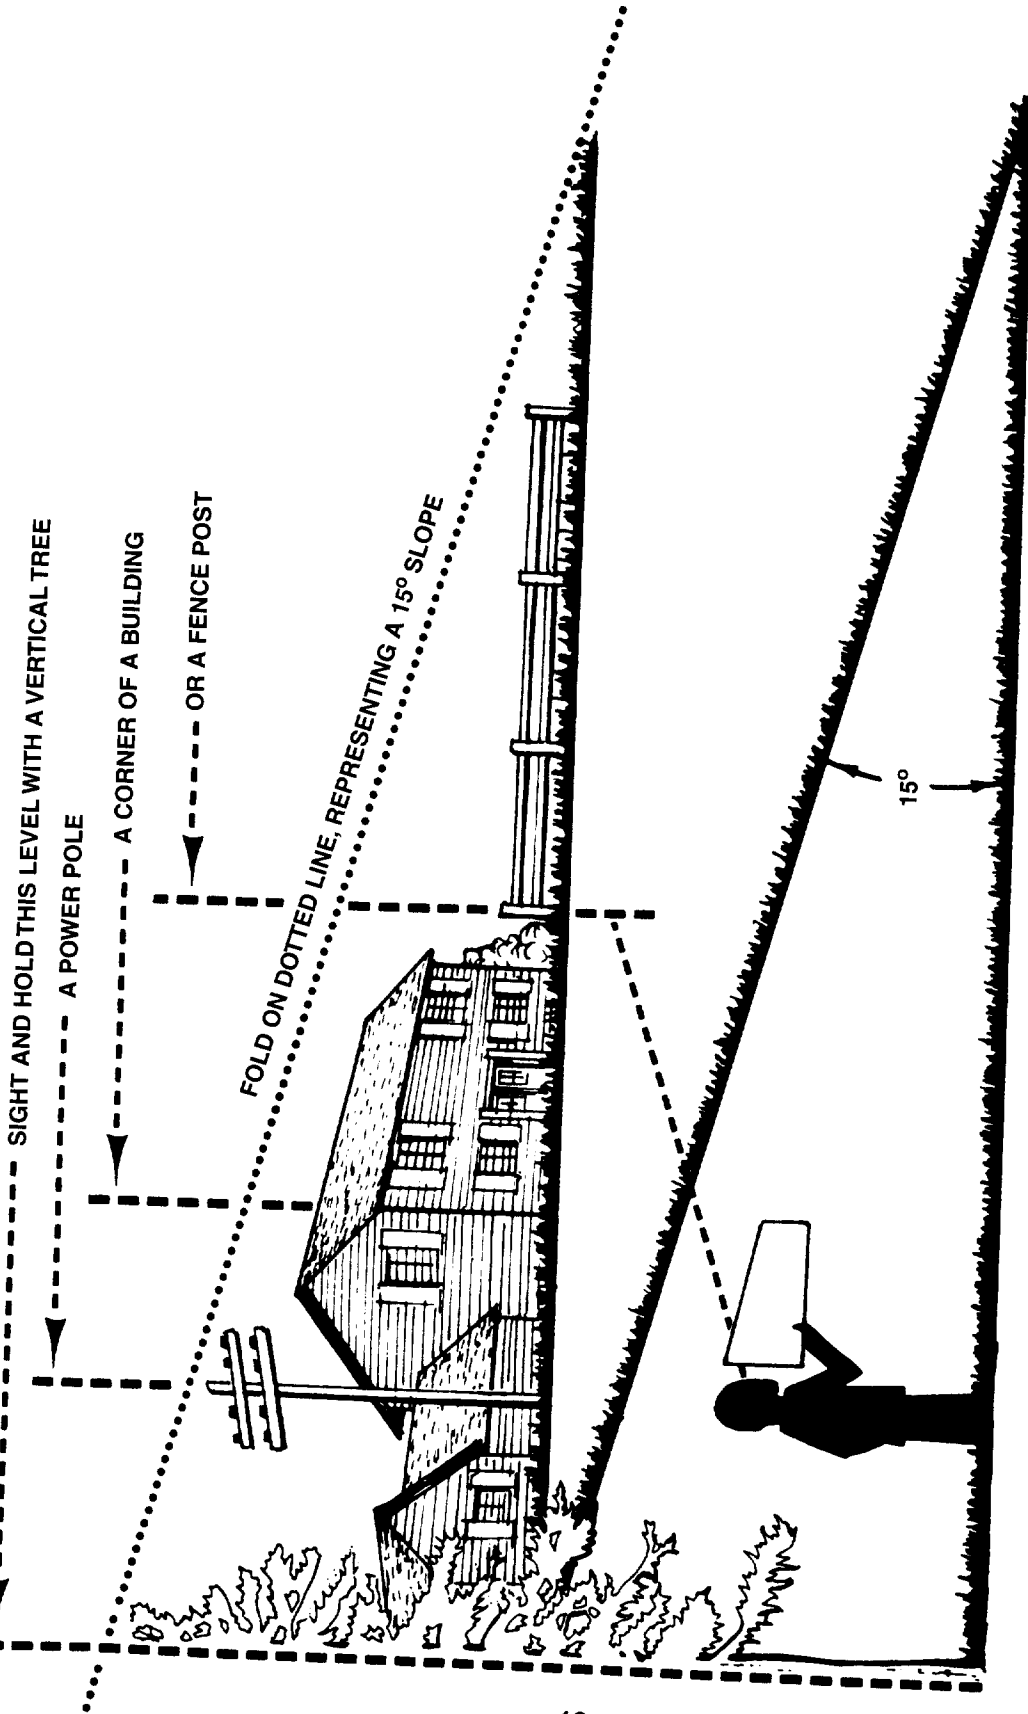 SIGHT AND HOLD THIS LEVEL WITH A VERTICAL TREE
A POWER POLE
A CORNER OF A BUILDING
OR A FENCE POST
FOLD ON DOTTED LINE, REPRESENTING A 15° SLOPE
15°